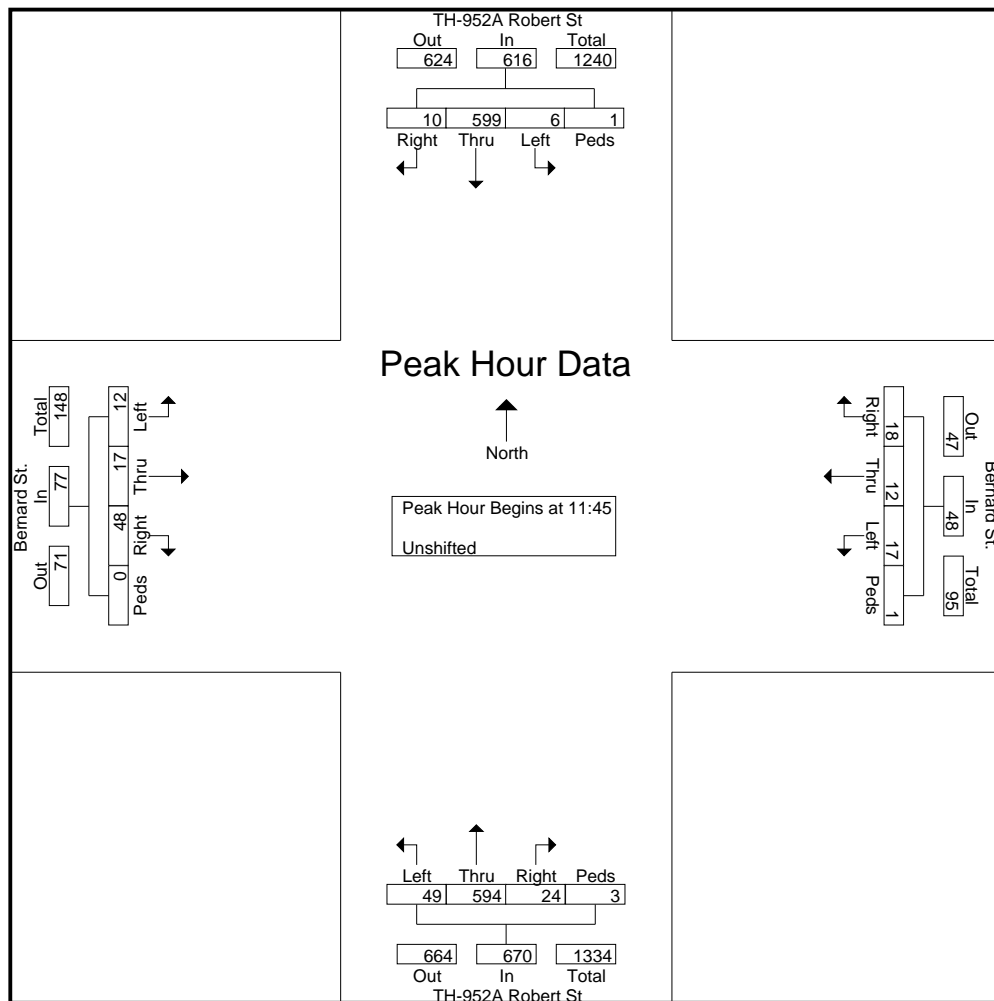 TH-952A Robert St
Out In Total
624 616 1240
10 599 6 1
Right Thru Left Peds
Peak Hour Data
North
Peak Hour Begins at 11:45
Unshifted
Bernard St.
Total In Out
148 77 71
12 17 48 0
Left Thru Right Peds
Bernard St.
Out In Total
47 48 95
18 12 17 1
Right Thru Left Peds
Left Thru Right Peds
49 594 24 3
664 670 1334
Out In Total
TH-952A Robert St